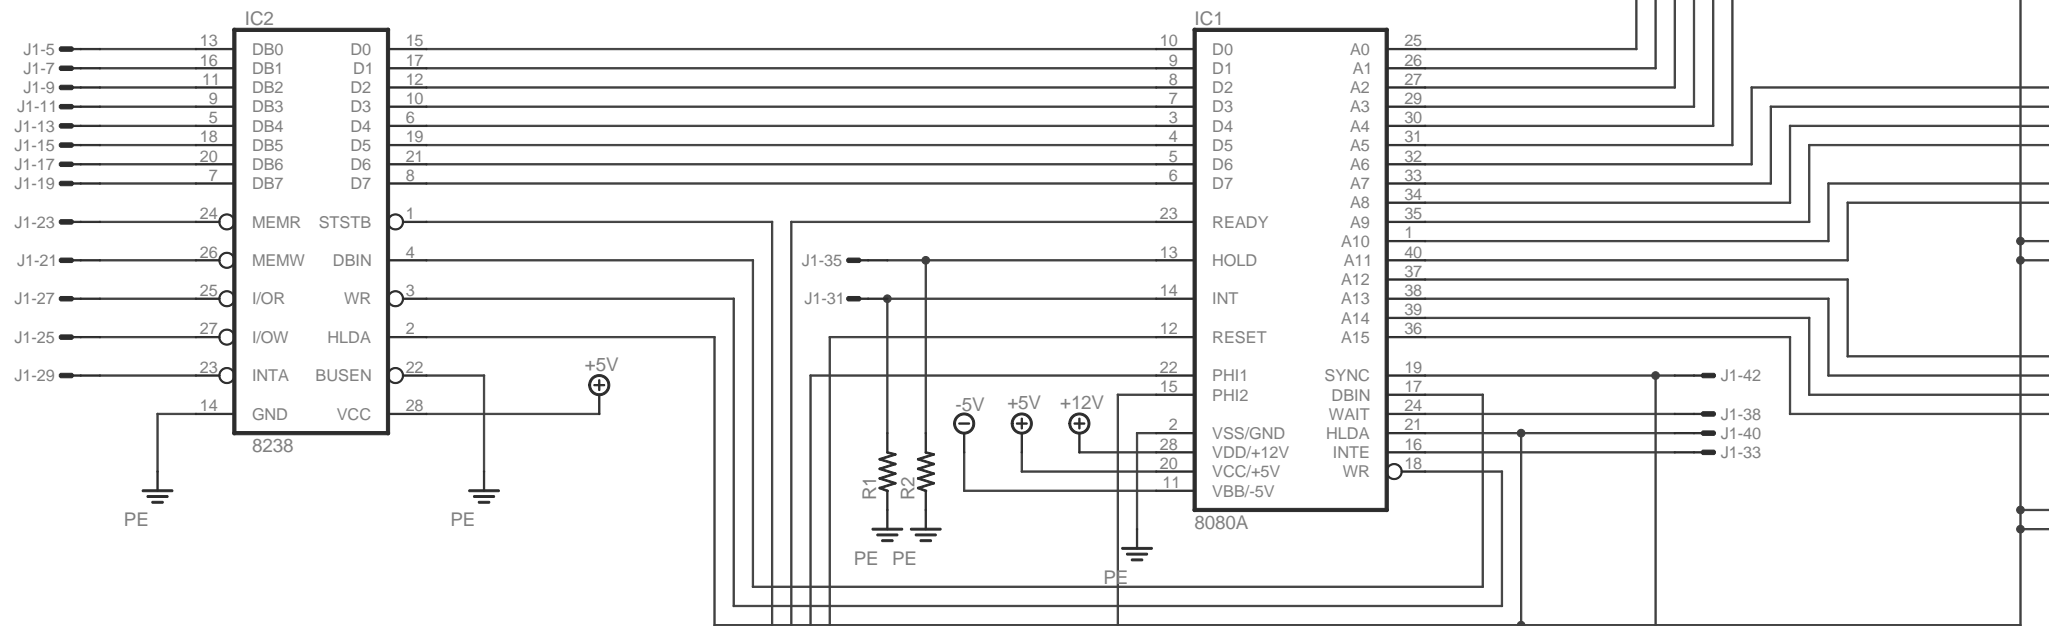 IC2
J1-5 13 DB0 D0 15
J1-7 16 DB1 D1 17
J1-9 11 DB2 D2 12
J1-11 9 DB3 D3 10
J1-13 5 DB4 D4 6
J1-15 18 DB5 D5 19
J1-17 20 DB6 D6 21
J1-19 7 DB7 D7 8
J1-23 24 MEMR STSTB 1
J1-21 26 MEMW DBIN 4
J1-27 25 I/OR WR 3
J1-25 27 I/OW HLDA 2
J1-29 23 INTA BUSEN 22
14 GND VCC 28
8238
+5V
PE
PE
IC1
10 D0 A0 25
9 D1 A1 26
8 D2 A2 27
7 D3 A3 29
3 D4 A4 30
4 D5 A5 31
5 D6 A6 32
6 D7 A7 33
A8 34
23 READY A9 35
A10 1
J1-35 13 HOLD A11 40
A12 37
J1-31 14 INT A13 38
A14 39
12 RESET A15 36
22 PHI1 SYNC 19 J1-42
15 PHI2 DBIN 17
WAIT 24 J1-38
2 VSS/GND HLDA 21 J1-40
28 VDD/+12V INTE 16 J1-33
20 VCC/+5V WR 18
11 VBB/-5V
8080A
-5V +5V +12V
R1 R2
PE PE
PE